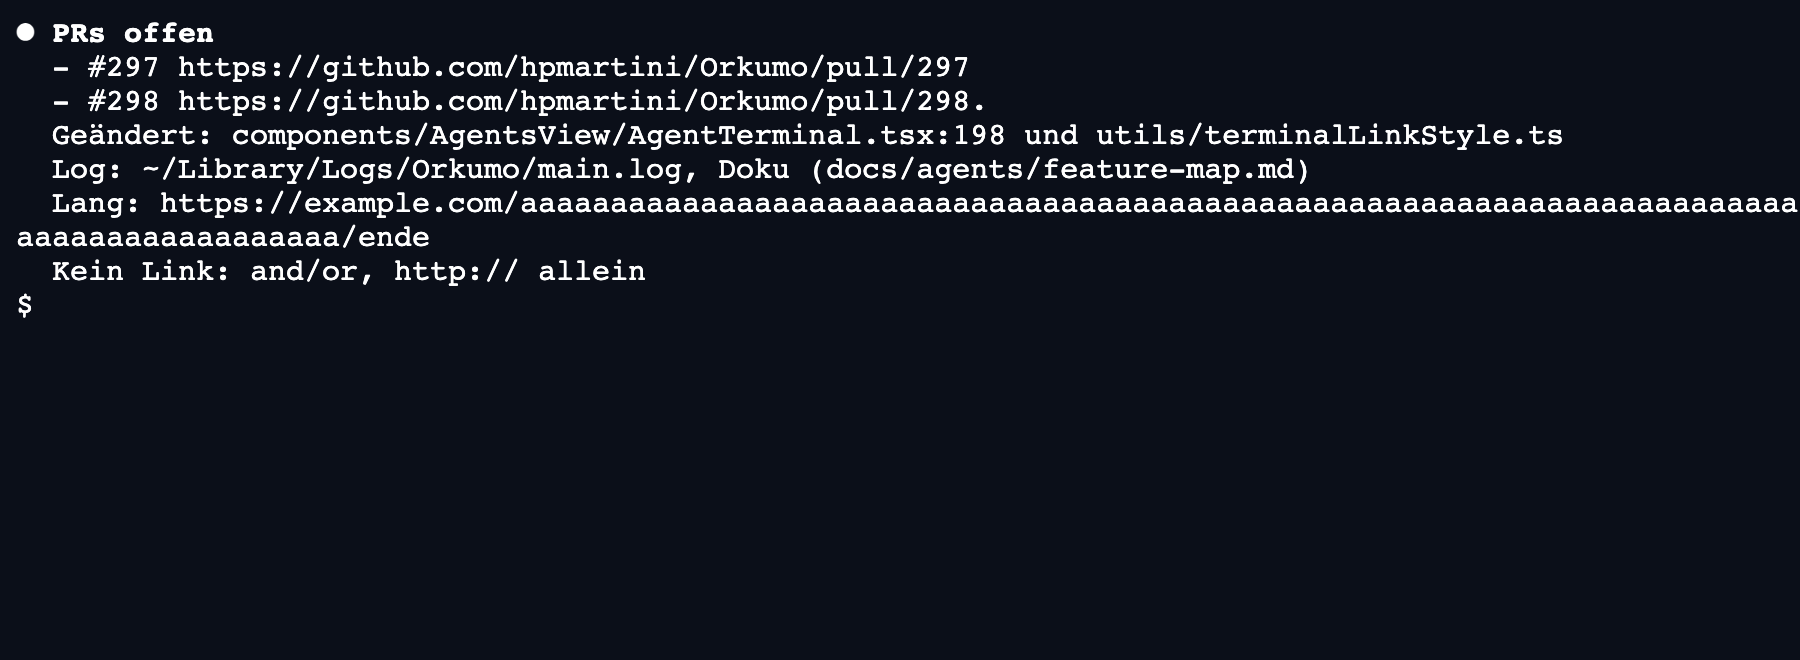 ● PRs offen
  - #297 https://github.com/hpmartini/Orkumo/pull/297
  - #298 https://github.com/hpmartini/Orkumo/pull/298.
  Geändert: components/AgentsView/AgentTerminal.tsx:198 und utils/terminalLinkStyle.ts
  Log: ~/Library/Logs/Orkumo/main.log, Doku (docs/agents/feature-map.md)
  Lang: https://example.com/aaaaaaaaaaaaaaaaaaaaaaaaaaaaaaaaaaaaaaaaaaaaaaaaaaaaaaaaaaaaaaaaaaaaaaa
aaaaaaaaaaaaaaaaaa/ende
  Kein Link: and/or, http:// allein
$